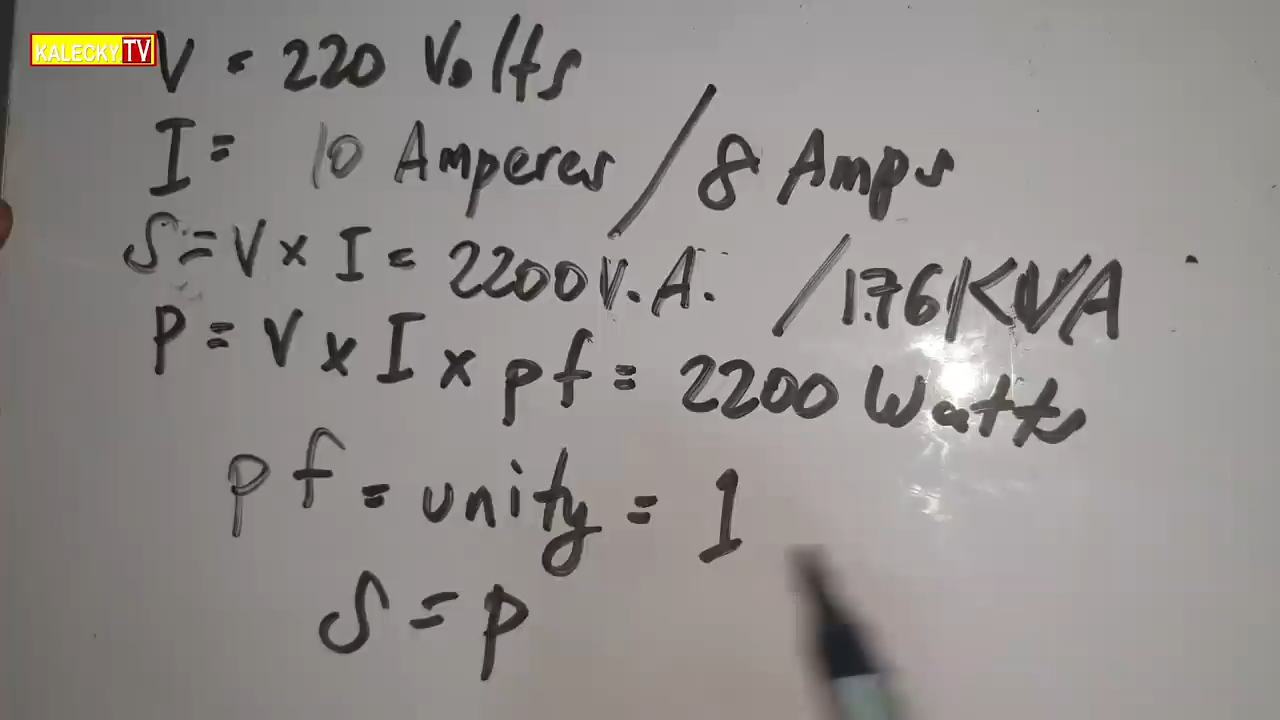 KALECKY TV
V = 220 Volts
I = 10 Amperes / 8 Amps
S = V x I = 2200 V.A. / 1.76 KVA
P = V x I x pf = 2200 Watts
pf = unity = 1
S = P